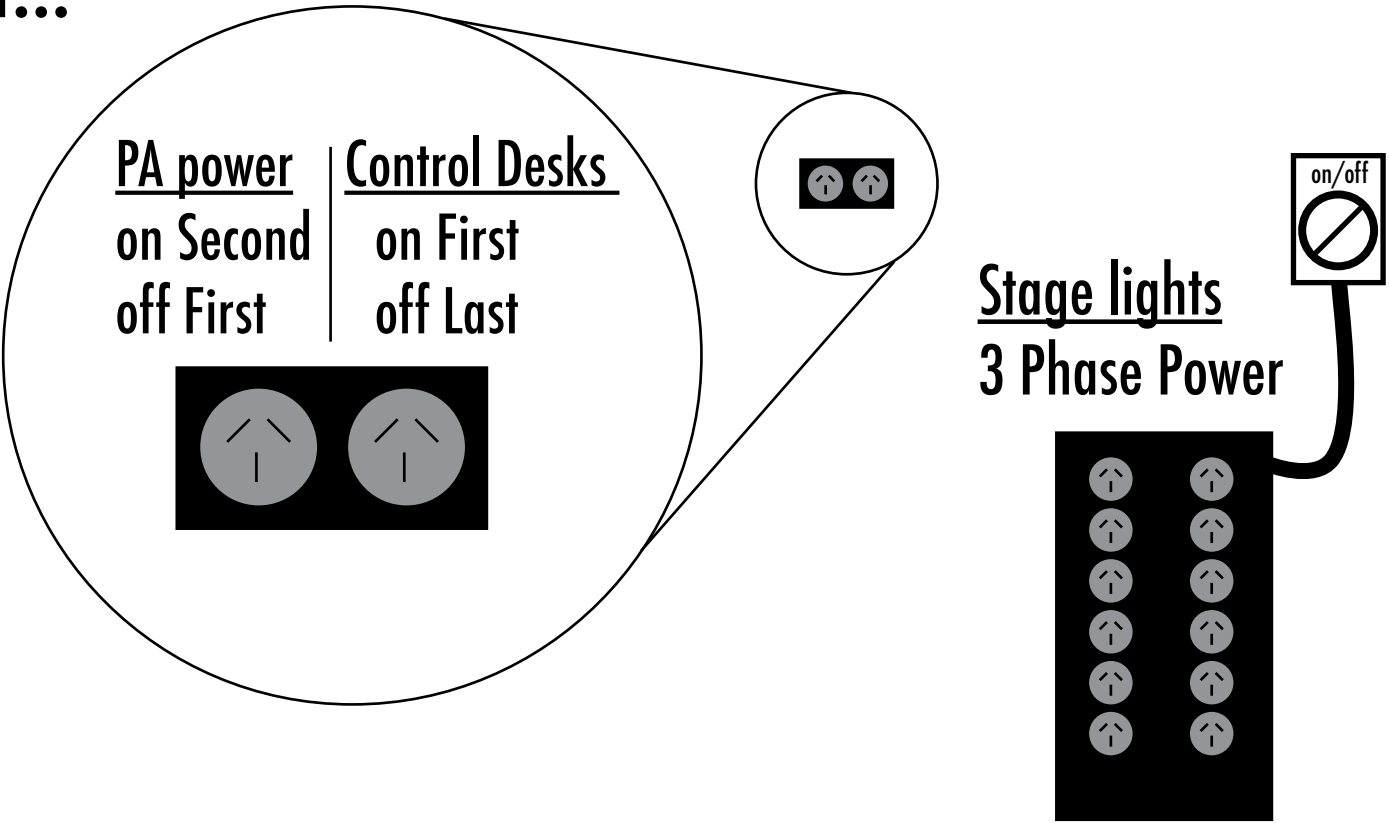 PA power
on Second
off First
Control Desks
on First
off Last
on/off
Stage lights
3 Phase Power